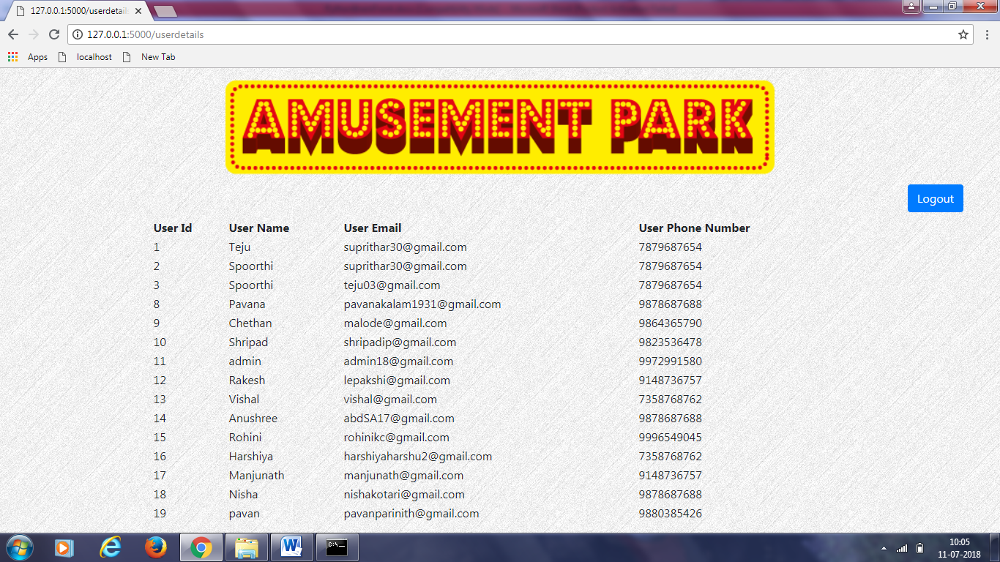 127.0.0.1:5000/userdetail
127.0.0.1:5000/userdetails
Apps localhost New Tab
AMUSEMENT PARK
Logout
User Id User Name User Email User Phone Number
1 Teju suprithar30@gmail.com 7879687654
2 Spoorthi suprithar30@gmail.com 7879687654
3 Spoorthi teju03@gmail.com 7879687654
8 Pavana pavanakalam1931@gmail.com 9878687688
9 Chethan malode@gmail.com 9864365790
10 Shripad shripadip@gmail.com 9823536478
11 admin admin18@gmail.com 9972991580
12 Rakesh lepakshi@gmail.com 9148736757
13 Vishal vishal@gmail.com 7358768762
14 Anushree abdSA17@gmail.com 9878687688
15 Rohini rohinikc@gmail.com 9996549045
16 Harshiya harshiyaharshu2@gmail.com 7358768762
17 Manjunath manjunath@gmail.com 9148736757
18 Nisha nishakotari@gmail.com 9878687688
19 pavan pavanparinith@gmail.com 9880385426
10:05
11-07-2018